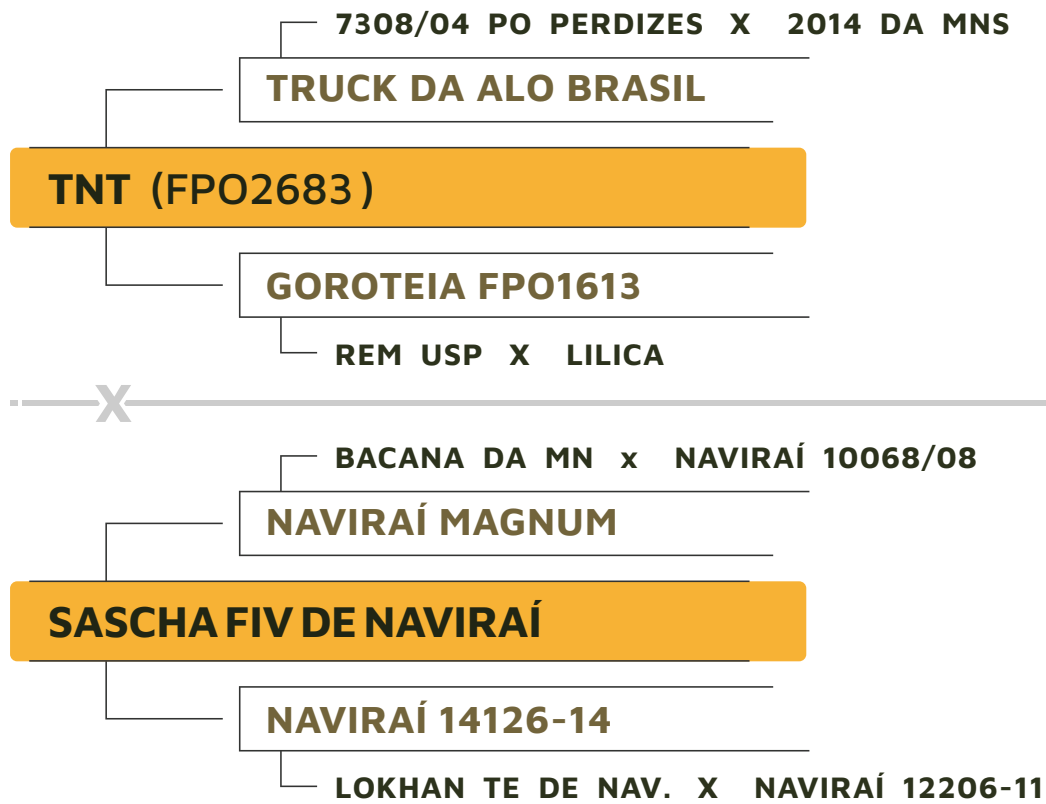 7308/04 PO PERDIZES X 2014 DA MNS
TRUCK DA ALO BRASIL
TNT (FPO2683)
GOROTEIA FPO1613
REM USP X LILICA
X
BACANA DA MN x NAVIRAÍ 10068/08
NAVIRAÍ MAGNUM
SASCHA FIV DE NAVIRAÍ
NAVIRAÍ 14126-14
LOKHAN TE DE NAV. X NAVIRAÍ 12206-11